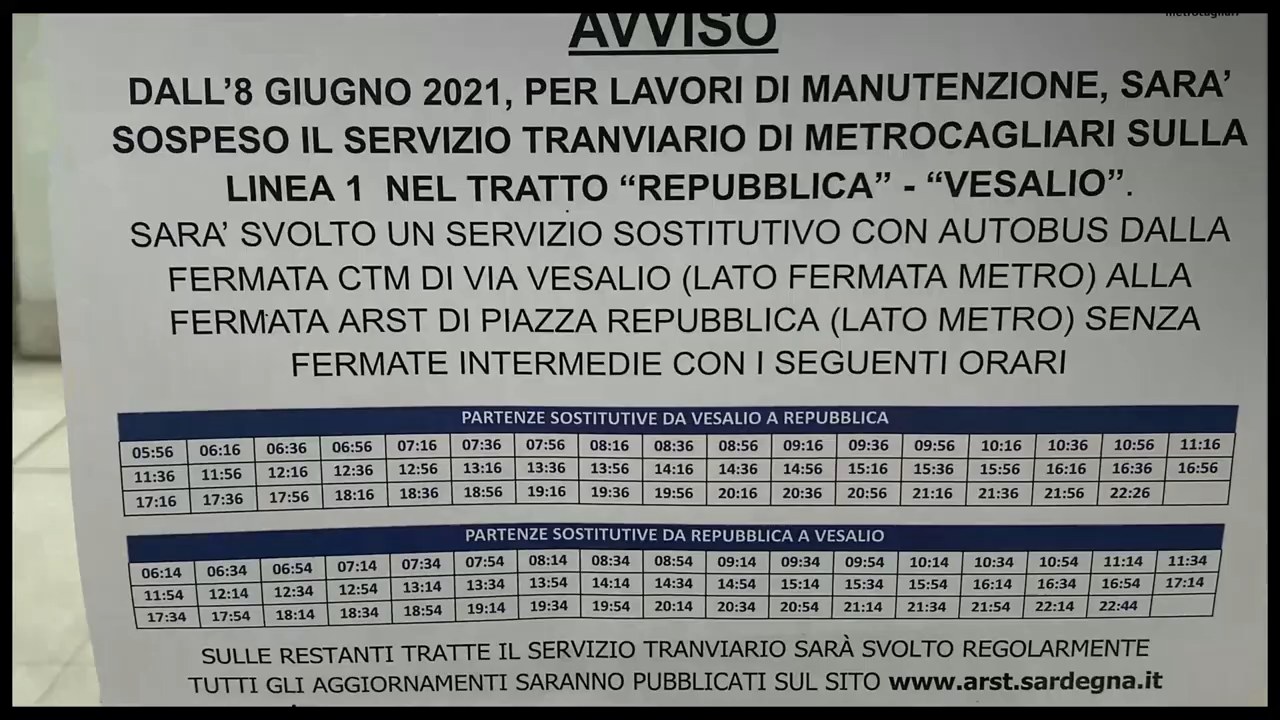 metrocagliari
AVVISO
DALL’8 GIUGNO 2021, PER LAVORI DI MANUTENZIONE, SARA’
SOSPESO IL SERVIZIO TRANVIARIO DI METROCAGLIARI SULLA
LINEA 1 NEL TRATTO “REPUBBLICA” - “VESALIO”.
SARA’ SVOLTO UN SERVIZIO SOSTITUTIVO CON AUTOBUS DALLA
FERMATA CTM DI VIA VESALIO (LATO FERMATA METRO) ALLA
FERMATA ARST DI PIAZZA REPUBBLICA (LATO METRO) SENZA
FERMATE INTERMEDIE CON I SEGUENTI ORARI
PARTENZE SOSTITUTIVE DA VESALIO A REPUBBLICA
05:56 06:16 06:36 06:56 07:16 07:36 07:56 08:16 08:36 08:56 09:16 09:36 09:56 10:16 10:36 10:56 11:16
11:36 11:56 12:16 12:36 12:56 13:16 13:36 13:56 14:16 14:36 14:56 15:16 15:36 15:56 16:16 16:36 16:56
17:16 17:36 17:56 18:16 18:36 18:56 19:16 19:36 19:56 20:16 20:36 20:56 21:16 21:36 21:56 22:26
PARTENZE SOSTITUTIVE DA REPUBBLICA A VESALIO
06:14 06:34 06:54 07:14 07:34 07:54 08:14 08:34 08:54 09:14 09:34 09:54 10:14 10:34 10:54 11:14 11:34
11:54 12:14 12:34 12:54 13:14 13:34 13:54 14:14 14:34 14:54 15:14 15:34 15:54 16:14 16:34 16:54 17:14
17:34 17:54 18:14 18:34 18:54 19:14 19:34 19:54 20:14 20:34 20:54 21:14 21:34 21:54 22:14 22:44
SULLE RESTANTI TRATTE IL SERVIZIO TRANVIARIO SARÀ SVOLTO REGOLARMENTE
TUTTI GLI AGGIORNAMENTI SARANNO PUBBLICATI SUL SITO www.arst.sardegna.it